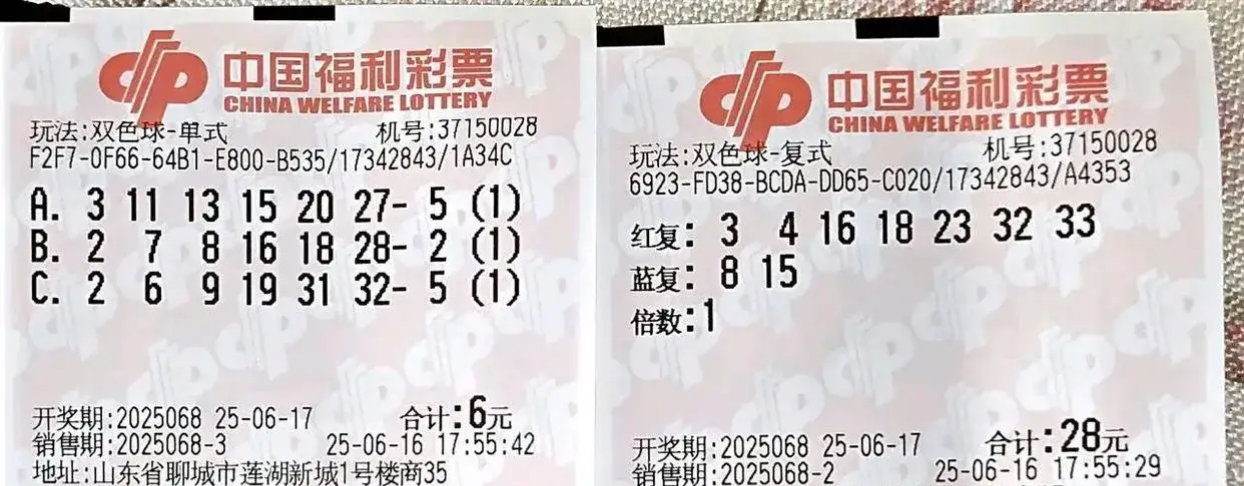 中国福利彩票
CHINA WELFARE LOTTERY
玩法:双色球-单式 机号:37150028
F2F7-0F66-64B1-E800-B535/17342843/1A34C
A. 3 11 13 15 20 27- 5 (1)
B. 2 7 8 16 18 28- 2 (1)
C. 2 6 9 19 31 32- 5 (1)
开奖期:2025068 25-06-17 合计:6元
销售期:2025068-3 25-06-16 17:55:42
地址:山东省聊城市莲湖新城1号楼商35
中国福利彩票
CHINA WELFARE LOTTERY
玩法:双色球-复式 机号:37150028
6923-FD38-BCDA-DD65-C020/17342843/A4353
红复: 3 4 16 18 23 32 33
蓝复: 8 15
倍数:1
开奖期:2025068 25-06-17 合计:28元
销售期:2025068-2 25-06-16 17:55:29